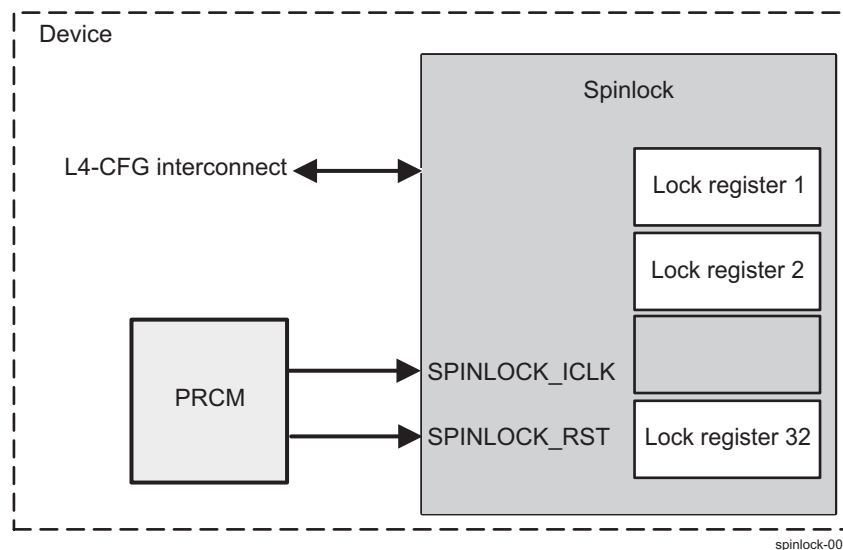 Device
Spinlock
L4-CFG interconnect
Lock register 1
Lock register 2
SPINLOCK_ICLK
PRCM
SPINLOCK_RST
Lock register 32
spinlock-00